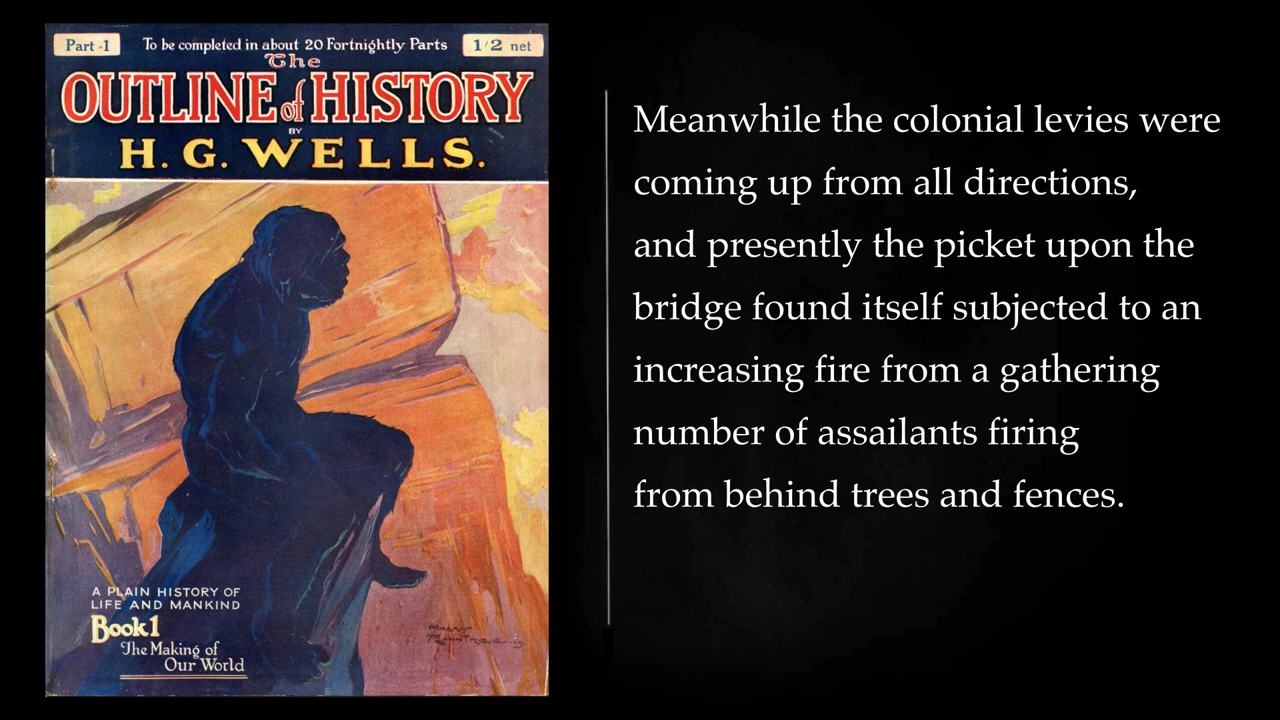 Part -1
To be completed in about 20 Fortnightly Parts
1/2 net
The
OUTLINE of HISTORY
BY
H. G. WELLS.
A PLAIN HISTORY OF
LIFE AND MANKIND
Book 1
The Making of
Our World
Meanwhile the colonial levies were
coming up from all directions,
and presently the picket upon the
bridge found itself subjected to an
increasing fire from a gathering
number of assailants firing
from behind trees and fences.